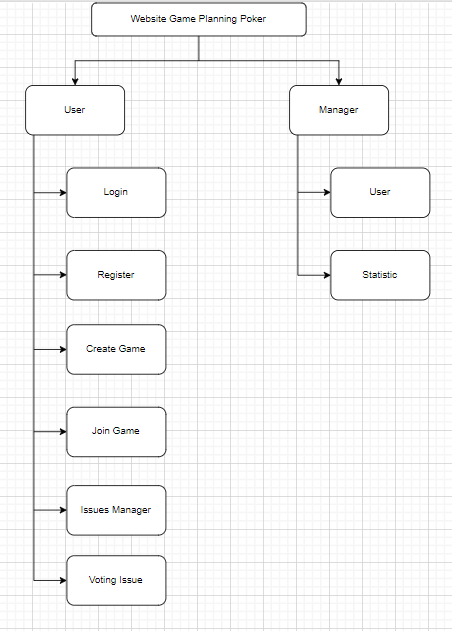 Website Game Planning Poker
User
Manager
Login
User
Register
Statistic
Create Game
Join Game
Issues Manager
Voting Issue